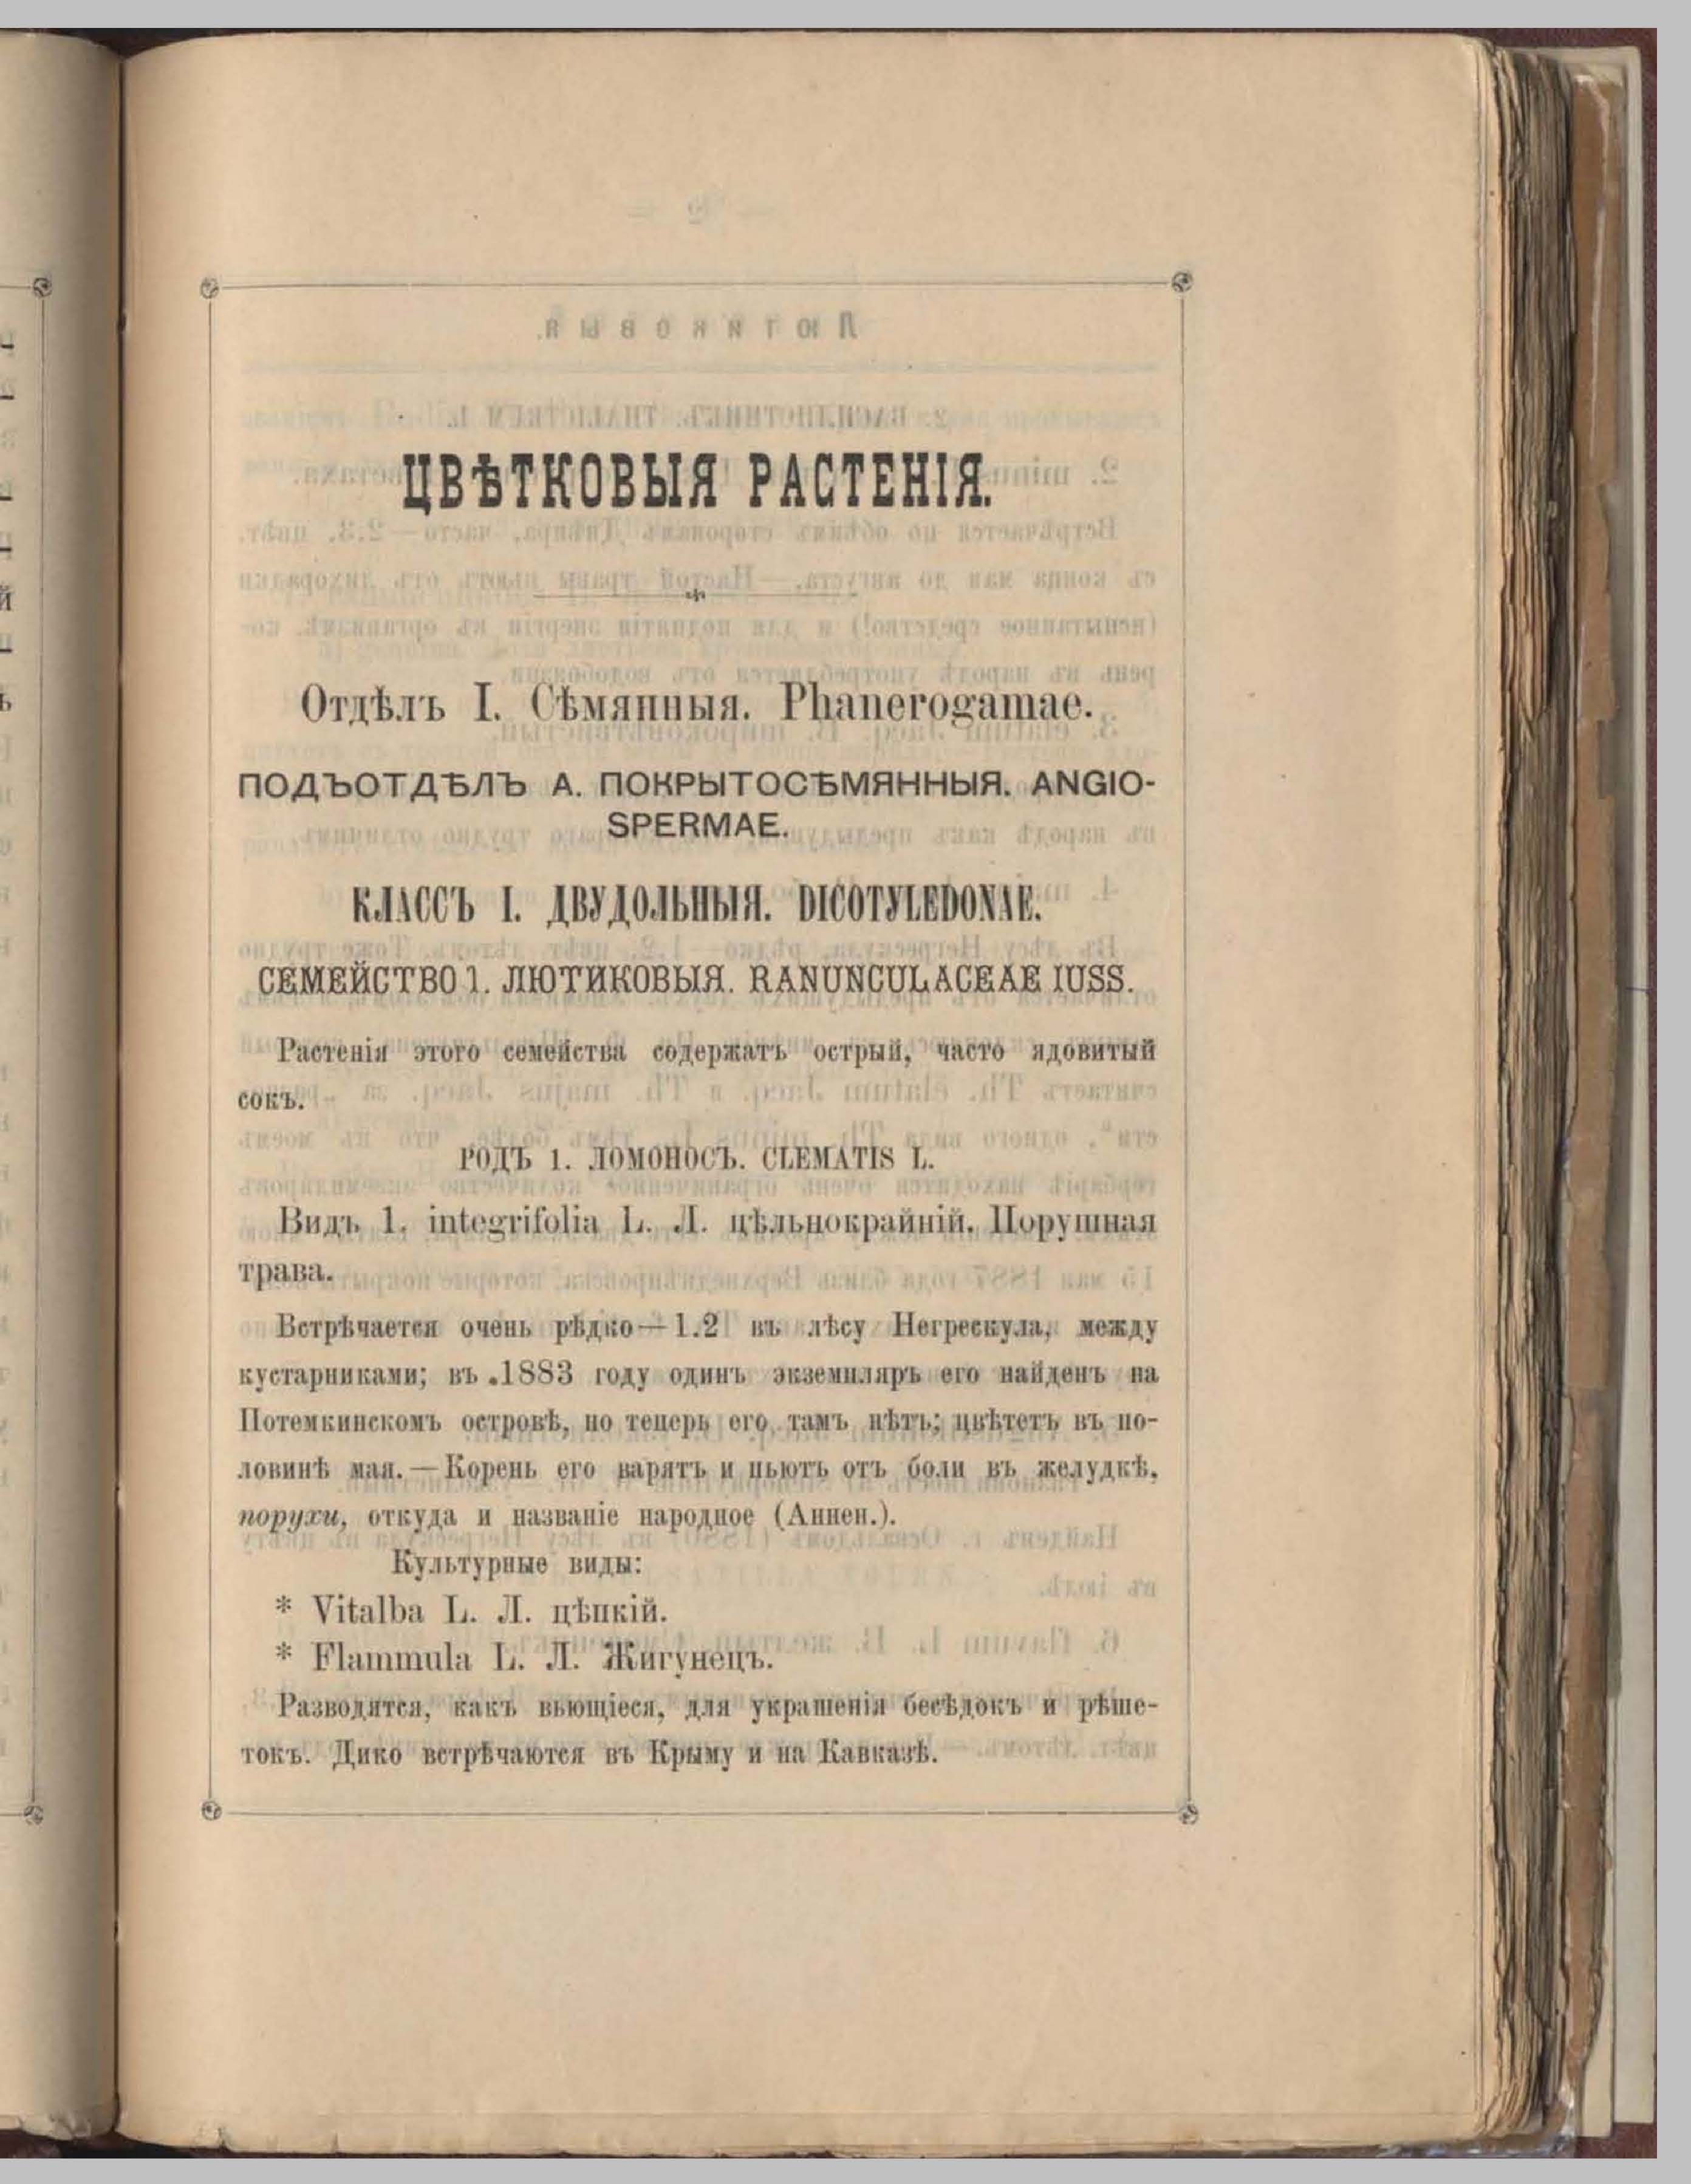 ЦВѢТКОВЫЯ РАСТЕНІЯ.
Отдѣлъ I. Сѣмянныя. Phanerogamae.
ПОДЪОТДѢЛЪ А. ПОКРЫТОСѢМЯННЫЯ. ANGIO-
SPERMAE.
КЛАССЪ I. ДВУДОЛЬНЫЯ. DICOTYLEDONAE.
СЕМЕЙСТВО 1. ЛЮТИКОВЫЯ. RANUNCULACEAE IUSS.
Растенія этого семейства содержатъ острый, часто ядовитый
сокъ.
РОДЪ 1. ЛОМОНОСЪ. CLEMATIS L.
Видъ 1. integrifolia L. Л. цѣльнокрайній. Порушная
трава.
Встрѣчается очень рѣдко—1.2 въ лѣсу Негрескула, между
кустарниками; въ 1883 году одинъ экземпляръ его найденъ на
Потемкинскомъ островѣ, но теперь его тамъ нѣтъ; цвѣтетъ въ по-
ловинѣ мая.—Корень его варятъ и пьютъ отъ боли въ желудкѣ,
порухи, откуда и названіе народное (Аннен.).
Культурные виды:
* Vitalba L. Л. цѣпкій.
* Flammula L. Л. Жигунецъ.
Разводятся, какъ вьющіеся, для украшенія бесѣдокъ и рѣше-
токъ. Дико встрѣчаются въ Крыму и на Кавказѣ.